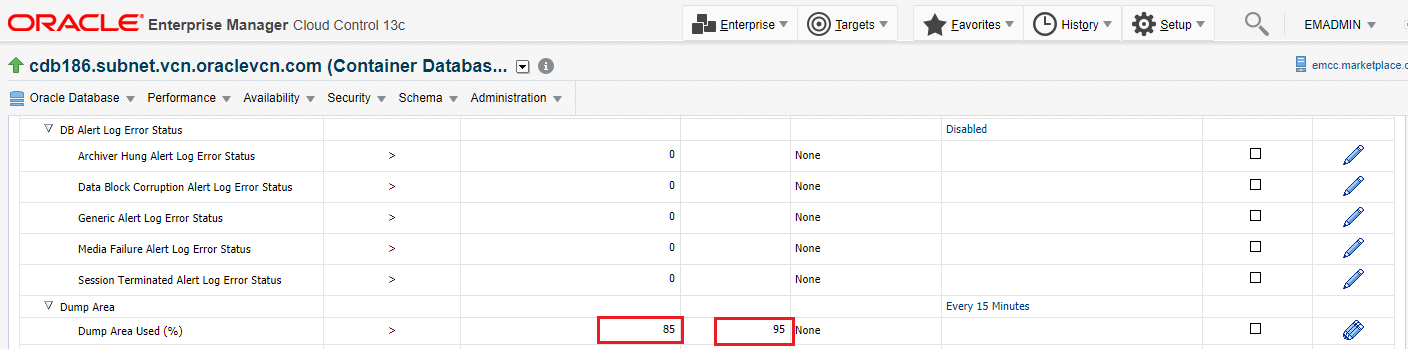 ORACLE Enterprise Manager Cloud Control 13c Enterprise Targets Favorites History Setup EMADMIN
cdb186.subnet.vcn.oraclevcn.com (Container Databas... emcc.marketplace.
Oracle Database Performance Availability Security Schema Administration
DB Alert Log Error Status Disabled
Archiver Hung Alert Log Error Status > 0 None
Data Block Corruption Alert Log Error Status > 0 None
Generic Alert Log Error Status > 0 None
Media Failure Alert Log Error Status > 0 None
Session Terminated Alert Log Error Status > 0 None
Dump Area Every 15 Minutes
Dump Area Used (%) > 85 95 None